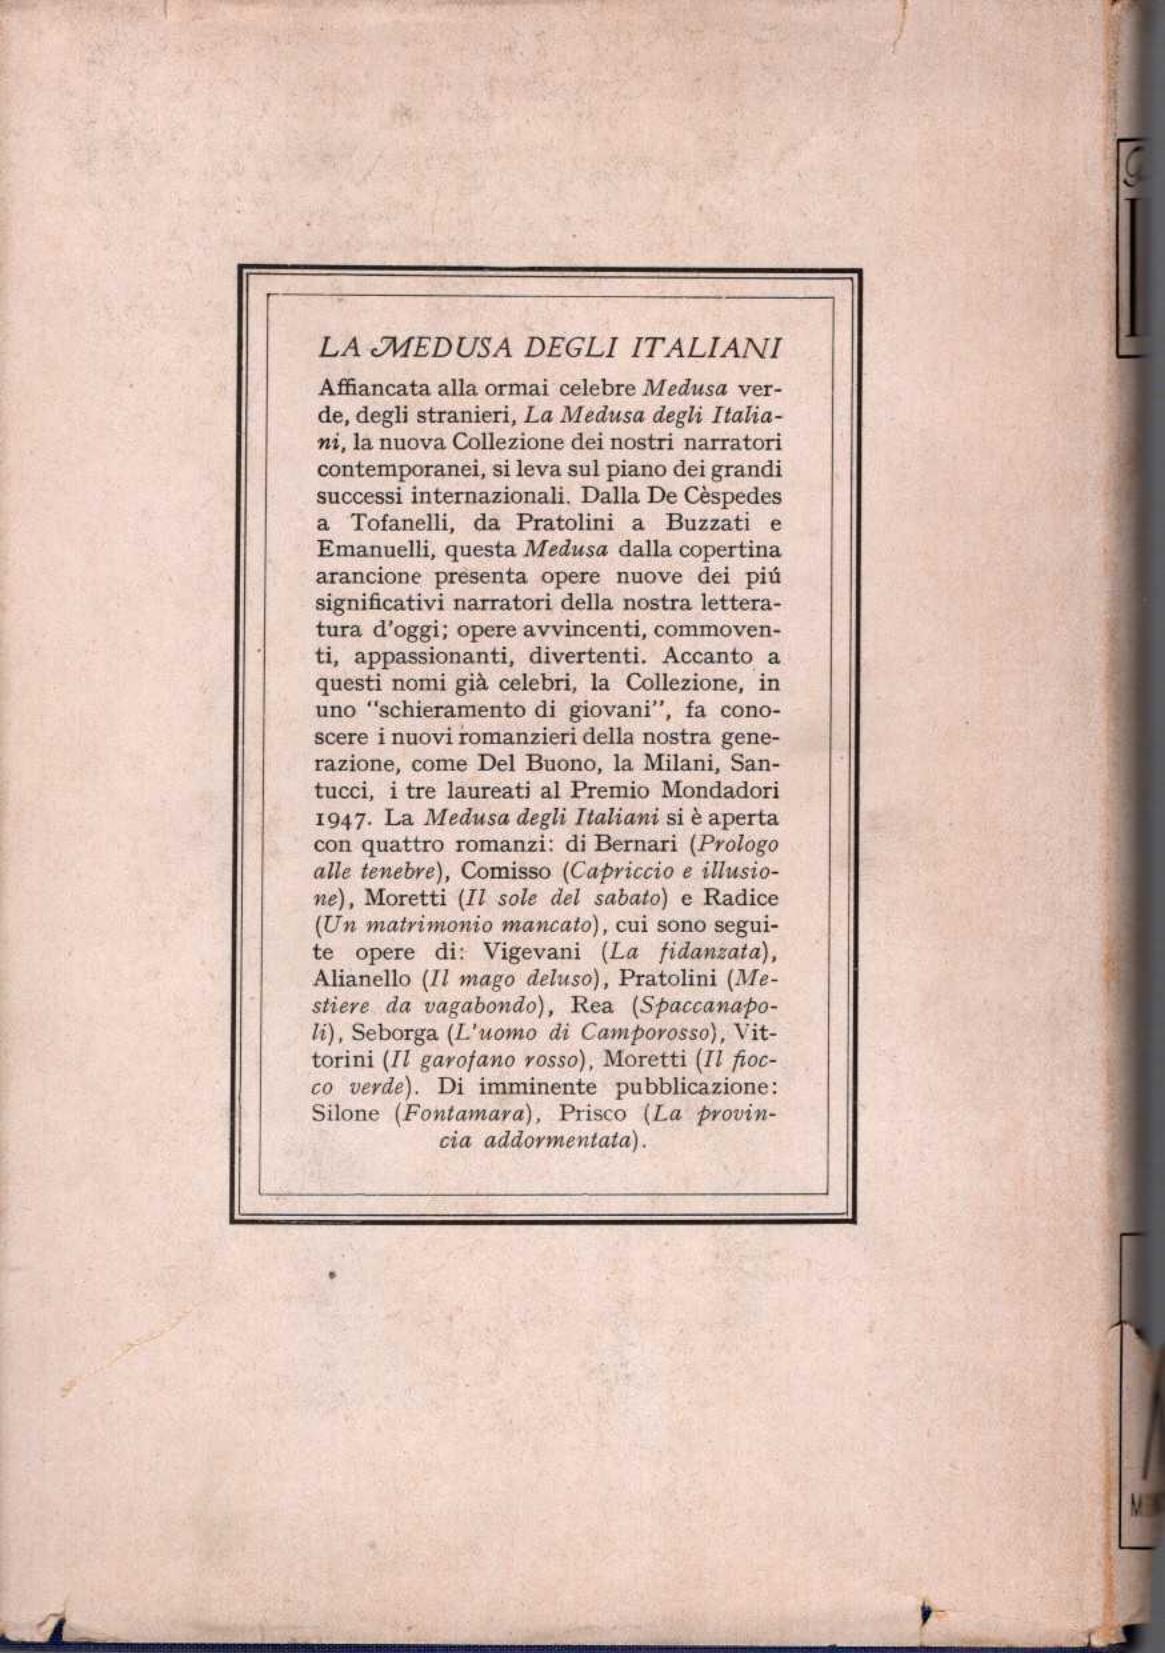 LA MEDUSA DEGLI ITALIANI
Affiancata alla ormai celebre Medusa ver-
de, degli stranieri, La Medusa degli Italia-
ni, la nuova Collezione dei nostri narratori
contemporanei, si leva sul piano dei grandi
successi internazionali. Dalla De Cèspedes
a Tofanelli, da Pratolini a Buzzati e
Emanuelli, questa Medusa dalla copertina
arancione presenta opere nuove dei piú
significativi narratori della nostra lettera-
tura d'oggi; opere avvincenti, commoven-
ti, appassionanti, divertenti. Accanto a
questi nomi già celebri, la Collezione, in
uno "schieramento di giovani", fa cono-
scere i nuovi romanzieri della nostra gene-
razione, come Del Buono, la Milani, San-
tucci, i tre laureati al Premio Mondadori
1947. La Medusa degli Italiani si è aperta
con quattro romanzi: di Bernari (Prologo
alle tenebre), Comisso (Capriccio e illusio-
ne), Moretti (Il sole del sabato) e Radice
(Un matrimonio mancato), cui sono segui-
te opere di: Vigevani (La fidanzata),
Alianello (Il mago deluso), Pratolini (Me-
stiere da vagabondo), Rea (Spaccanapo-
li), Seborga (L'uomo di Camporosso), Vit-
torini (Il garofano rosso), Moretti (Il fioc-
co verde). Di imminente pubblicazione:
Silone (Fontamara), Prisco (La provin-
cia addormentata).